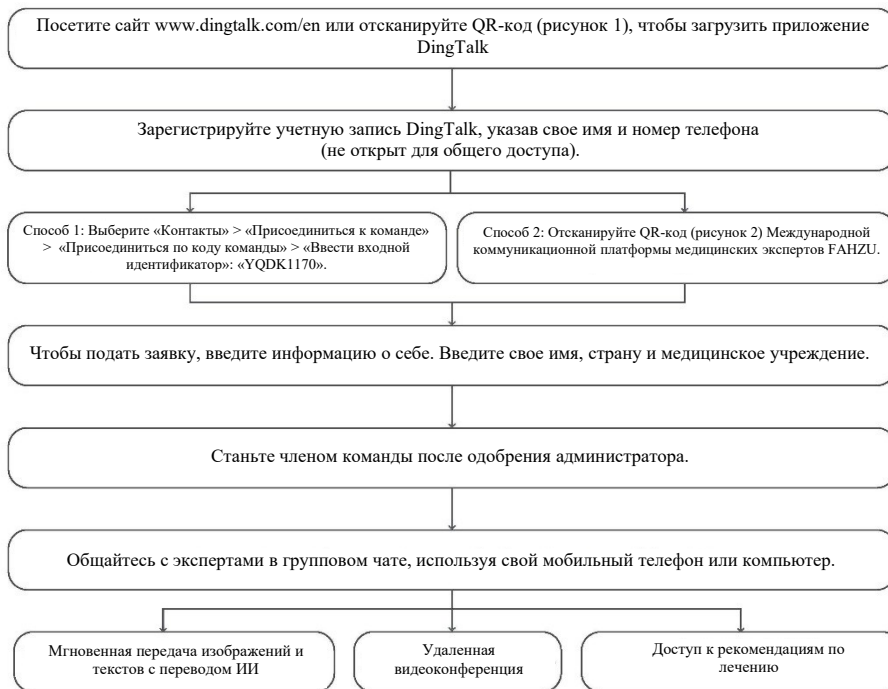 Посетите сайт www.dingtalk.com/en или отсканируйте QR-код (рисунок 1), чтобы загрузить приложение
DingTalk
Зарегистрируйте учетную запись DingTalk, указав свое имя и номер телефона
(не открыт для общего доступа).
Способ 1: Выберите «Контакты» > «Присоединиться к команде»
> «Присоединиться по коду команды» > «Ввести входной
идентификатор»: «YQDK1170».
Способ 2: Отсканируйте QR-код (рисунок 2) Международной
коммуникационной платформы медицинских экспертов FAHZU.
Чтобы подать заявку, введите информацию о себе. Введите свое имя, страну и медицинское учреждение.
Станьте членом команды после одобрения администратора.
Общайтесь с экспертами в групповом чате, используя свой мобильный телефон или компьютер.
Мгновенная передача изображений и
текстов с переводом ИИ
Удаленная
видеоконференция
Доступ к рекомендациям по
лечению